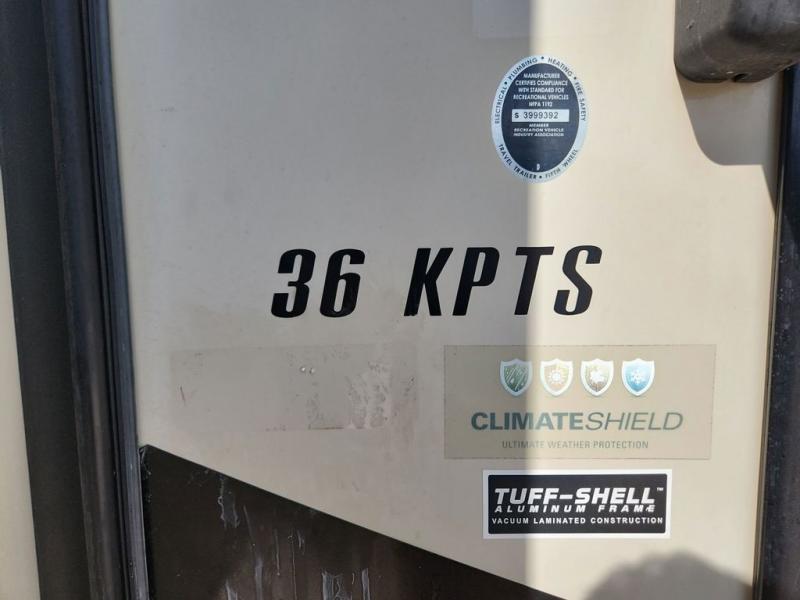 ELECTRICAL • PLUMBING • HEATING • FIRE SAFETY
MANUFACTURER
CERTIFIES COMPLIANCE
WITH STANDARD FOR
RECREATIONAL VEHICLES
NFPA 1192
S 3999392
MEMBER
RECREATION VEHICLE
INDUSTRY ASSOCIATION
D
TRAVEL TRAILER • FIFTH WHEEL
36 KPTS
CLIMATESHIELD
ULTIMATE WEATHER PROTECTION
TUFF-SHELL™
ALUMINUM FRAME
VACUUM LAMINATED CONSTRUCTION